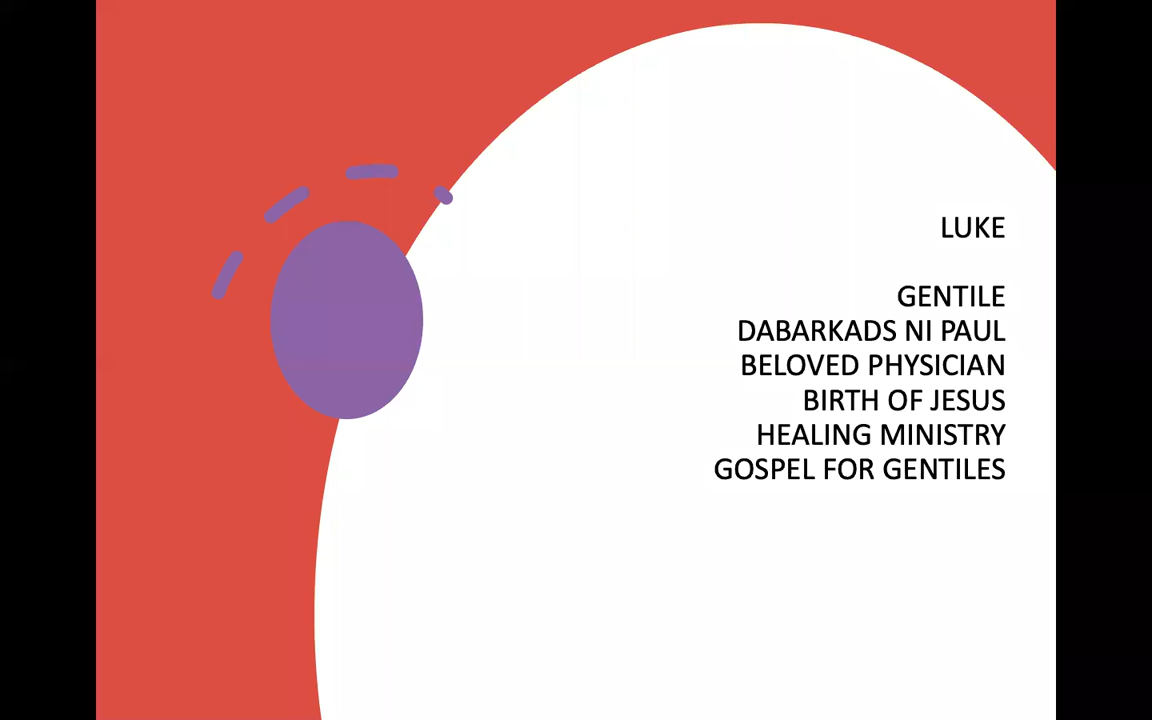 LUKE
GENTILE
DABARKADS NI PAUL
BELOVED PHYSICIAN
BIRTH OF JESUS
HEALING MINISTRY
GOSPEL FOR GENTILES